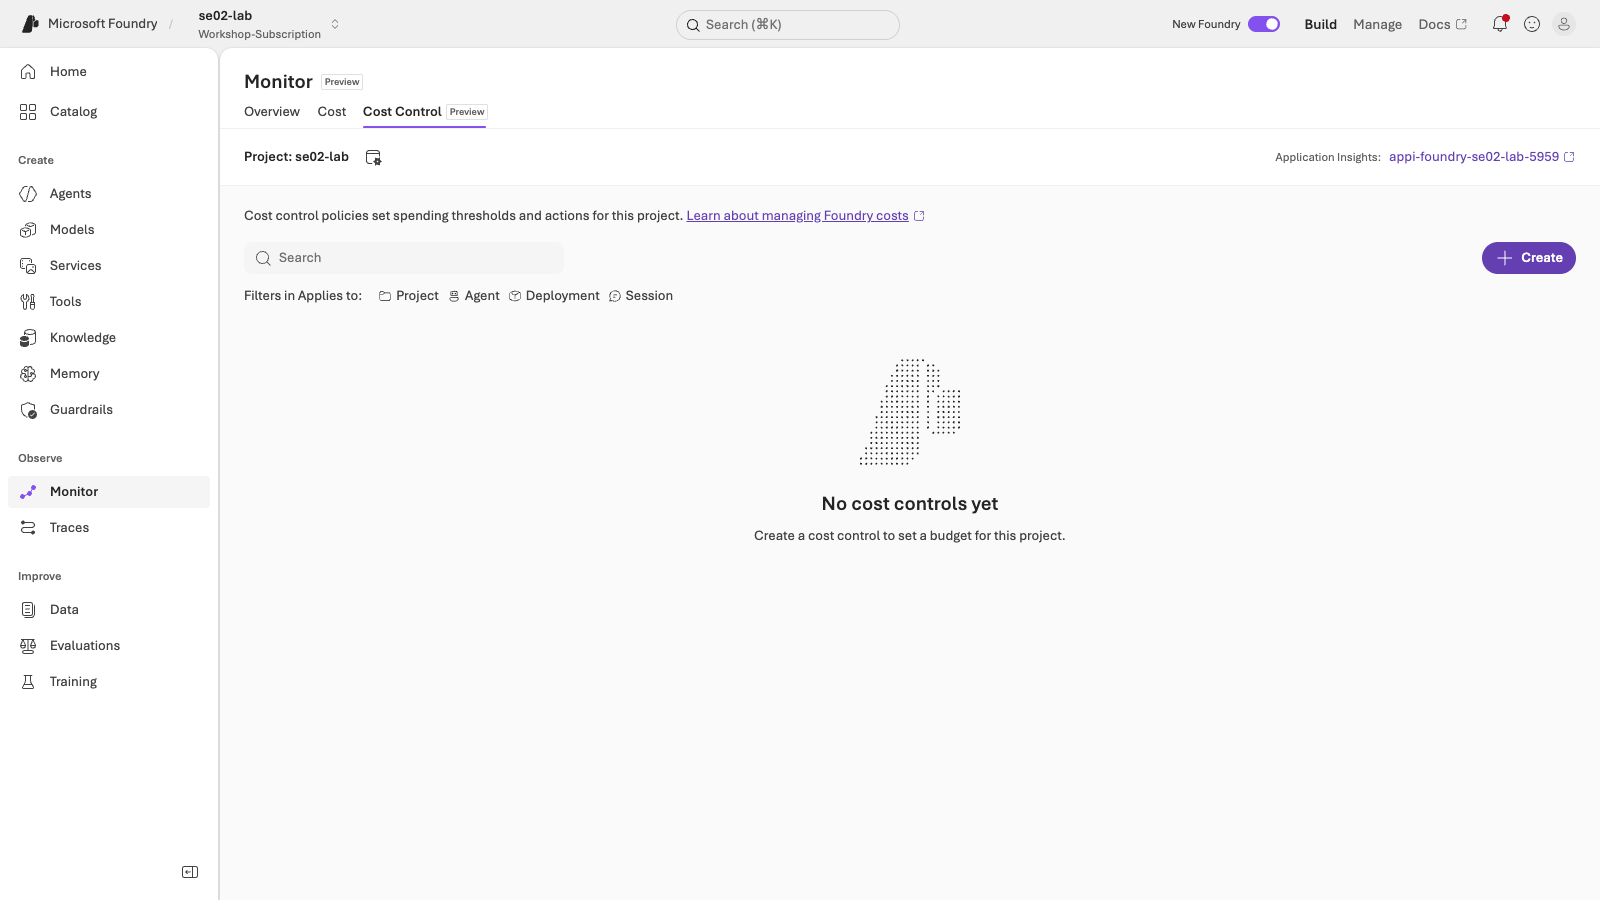 Microsoft Foundry / se02-lab Workshop-Subscription
Search (⌘K)
New Foundry Build Manage Docs
Home
Catalog
Create
Agents
Models
Services
Tools
Knowledge
Memory
Guardrails
Observe
Monitor
Traces
Improve
Data
Evaluations
Training
Monitor Preview
Overview Cost Cost Control Preview
Project: se02-lab
Application Insights: appi-foundry-se02-lab-5959
Cost control policies set spending thresholds and actions for this project. Learn about managing Foundry costs
Search
Create
Filters in Applies to: Project Agent Deployment Session
No cost controls yet
Create a cost control to set a budget for this project.